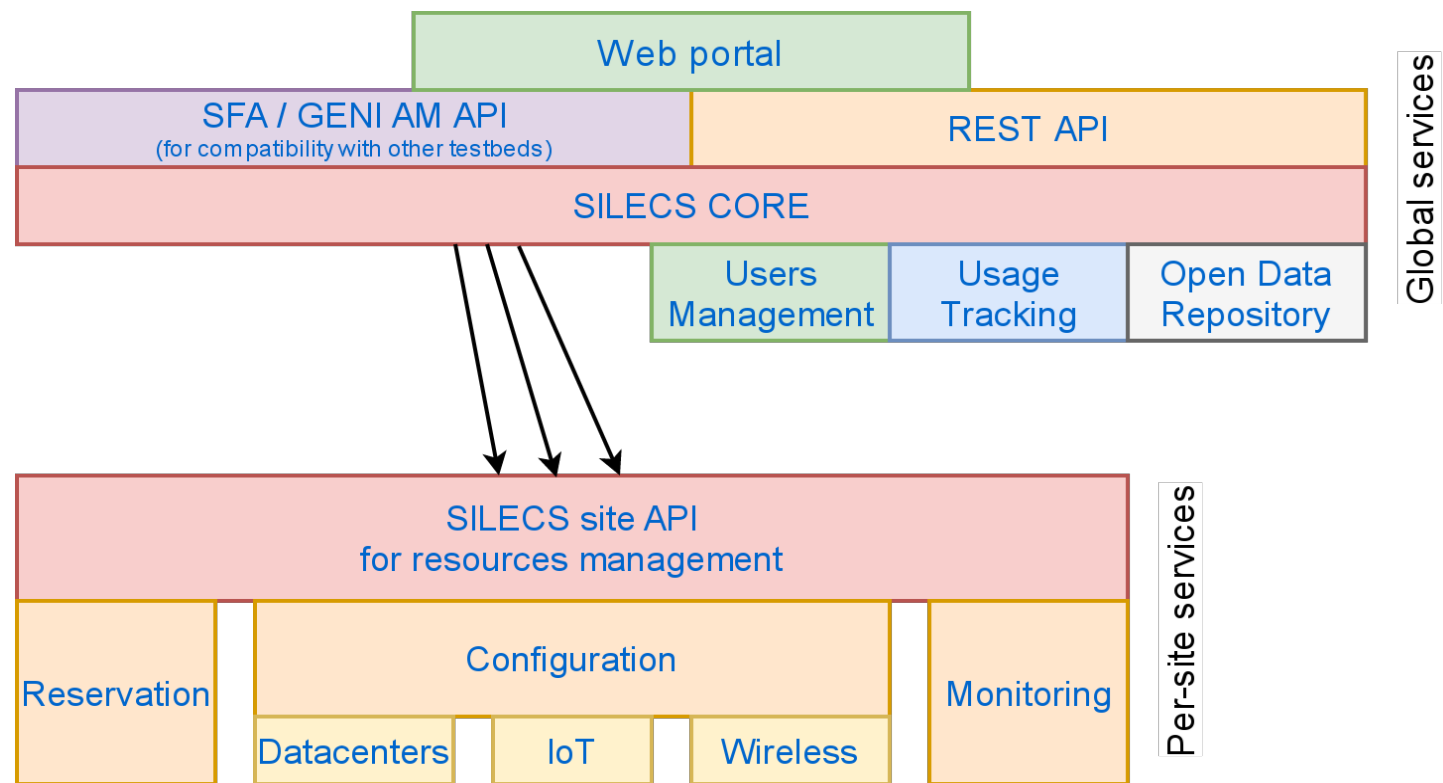 Web portal
SFA / GENI AM API
(for compatibility with other testbeds)
REST API
SILECS CORE
Users
Management
Usage
Tracking
Open Data
Repository
Global services
SILECS site API
for resources management
Reservation
Configuration
Monitoring
Datacenters
IoT
Wireless
Per-site services